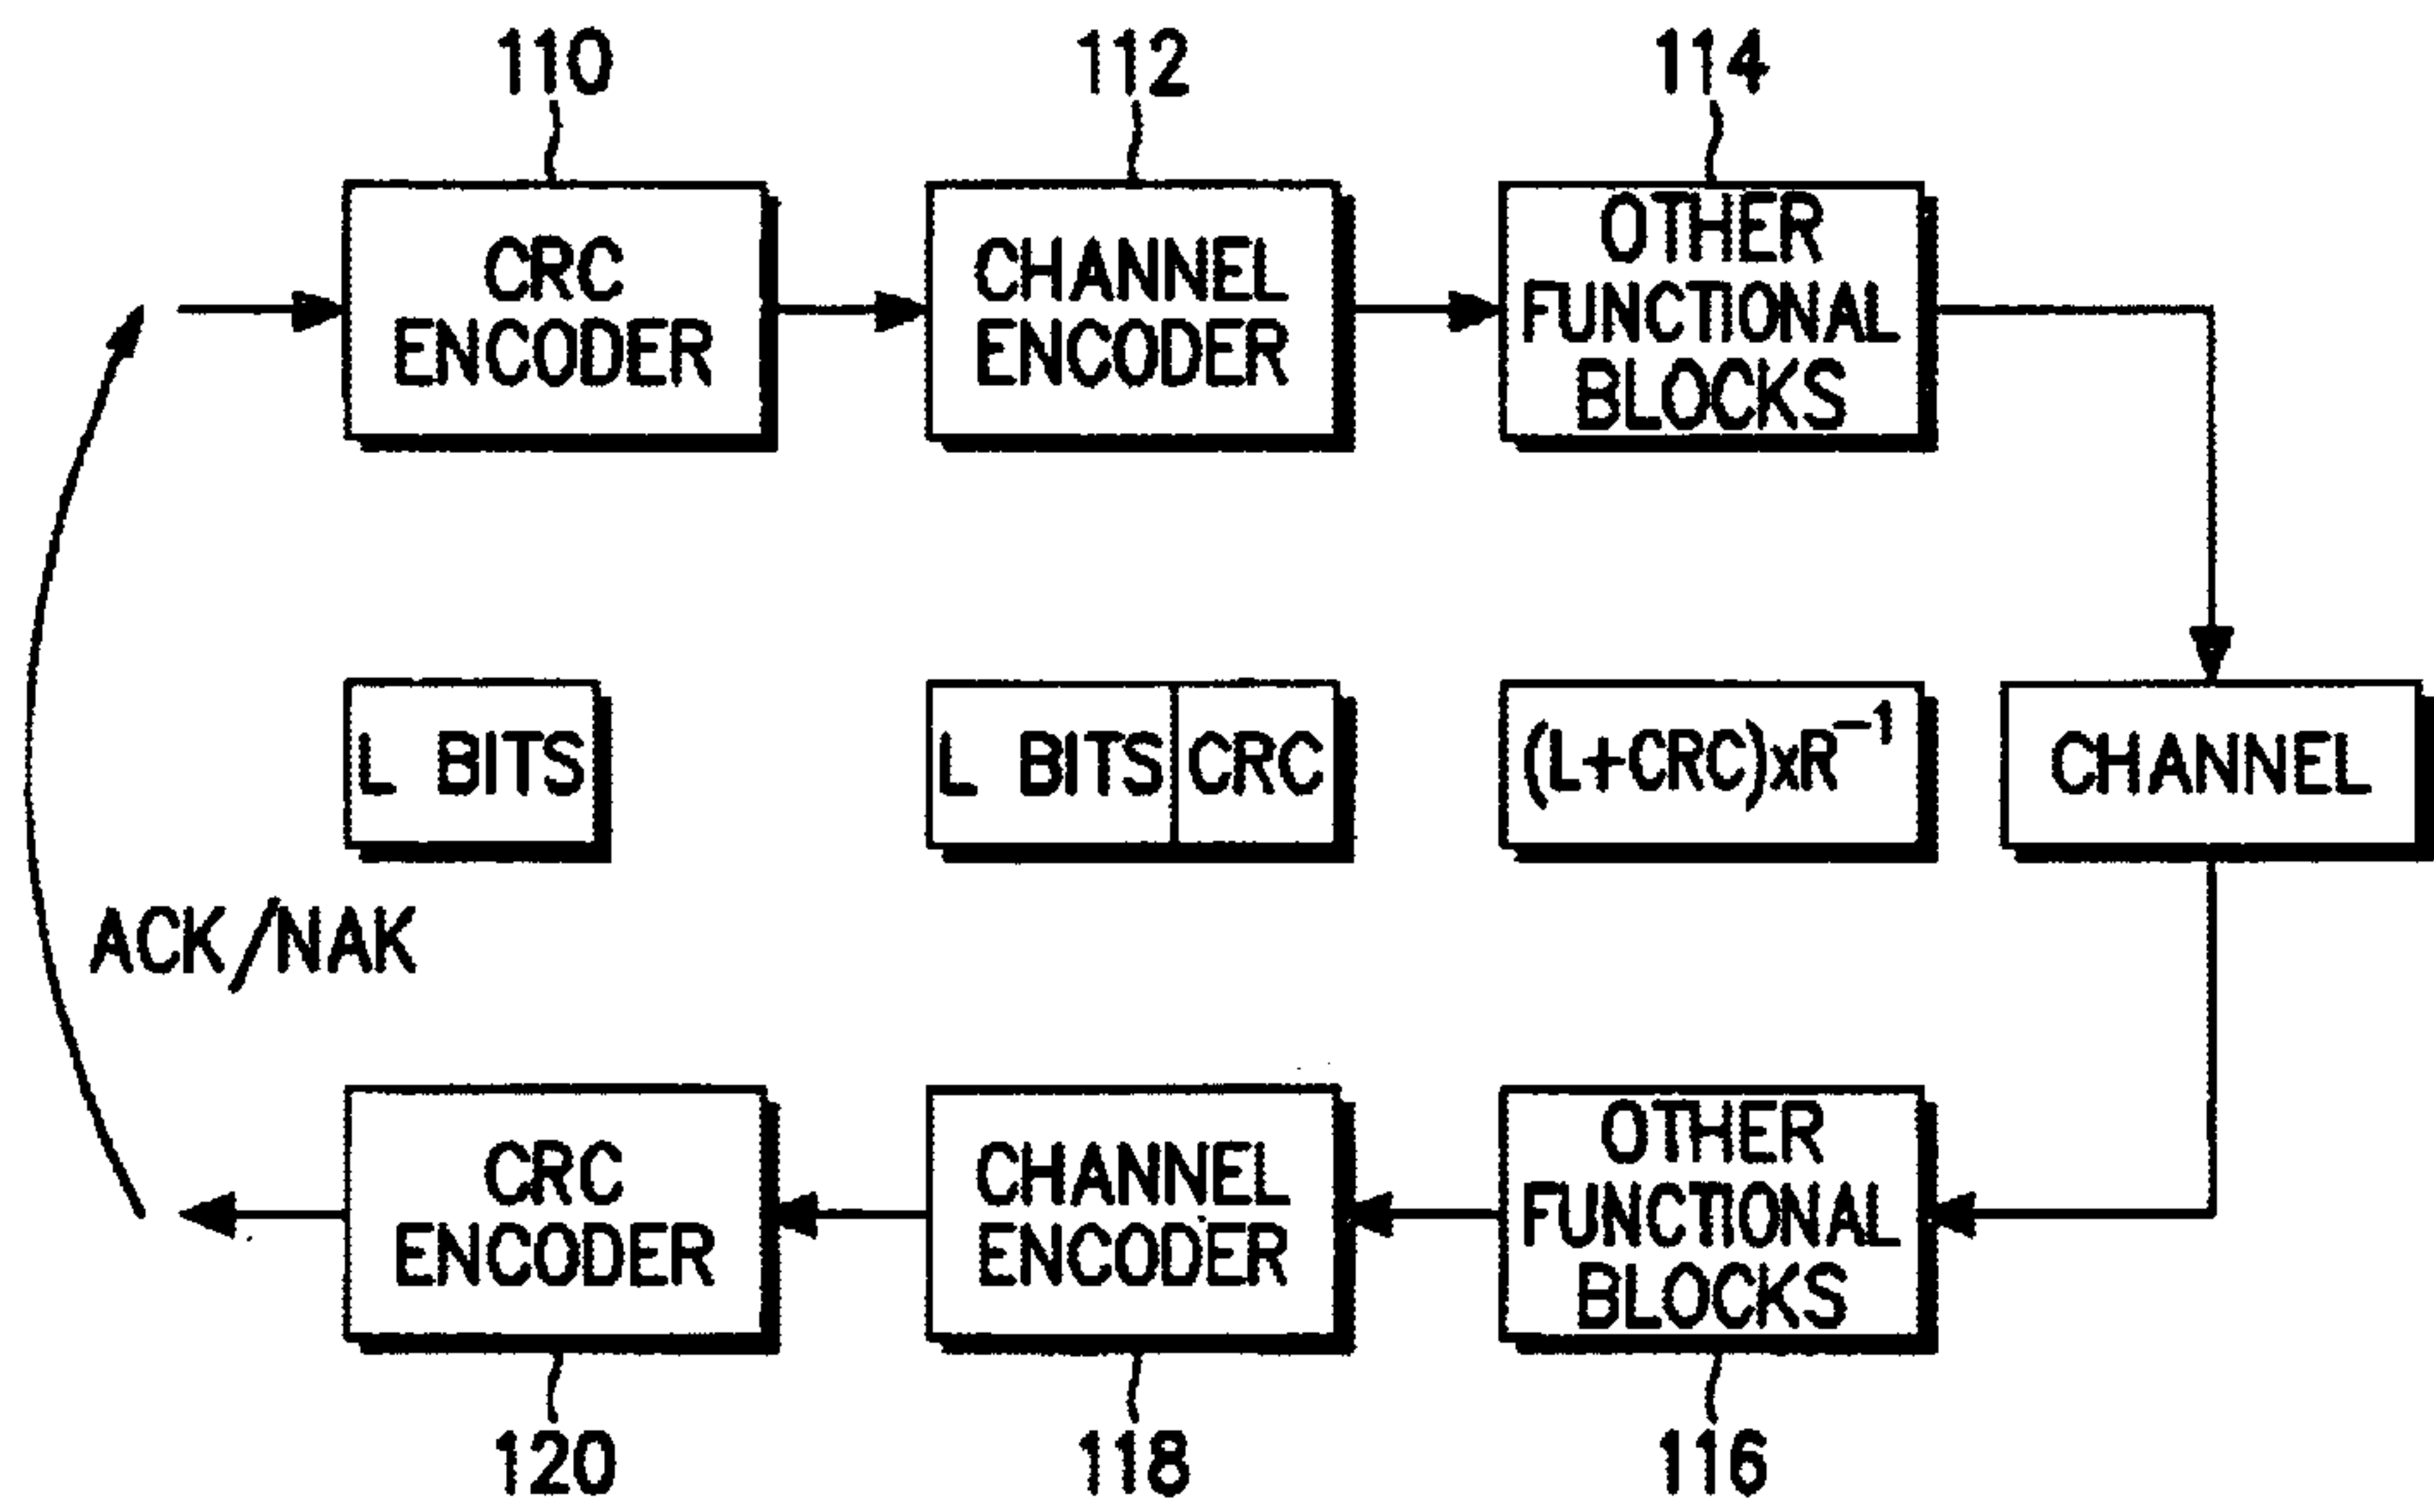 110
112
114
CRC
ENCODER
CHANNEL
ENCODER
OTHER
FUNCTIONAL
BLOCKS
L BITS
L BITS CRC
(L+CRC)xR⁻¹
CHANNEL
ACK/NAK
CRC
ENCODER
CHANNEL
ENCODER
OTHER
FUNCTIONAL
BLOCKS
120
118
116